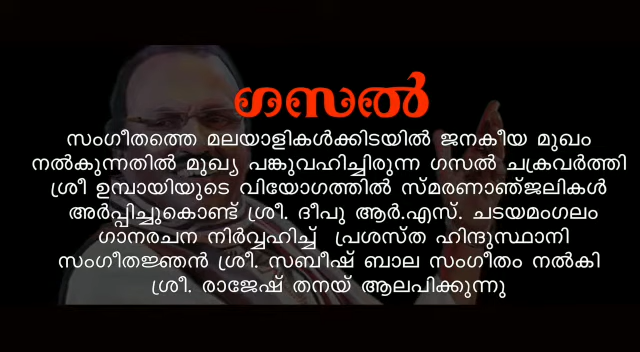 ഗസൽ
സംഗീതത്തെ മലയാളികൾക്കിടയിൽ ജനകീയ മുഖം
നൽകുന്നതിൽ മുഖ്യ പങ്കുവഹിച്ചിരുന്ന ഗസൽ ചക്രവർത്തി
ശ്രീ ഉമ്പായിയുടെ വിയോഗത്തിൽ സ്മരണാഞ്ജലികൾ
അർപ്പിച്ചുകൊണ്ട് ശ്രീ. ദീപു ആർ.എസ്. ചടയമംഗലം
ഗാനരചന നിർവ്വഹിച്ച് പ്രശസ്ത ഹിന്ദുസ്ഥാനി
സംഗീതജ്ഞൻ ശ്രീ. സബീഷ് ബാല സംഗീതം നൽകി
ശ്രീ. രാജേഷ് തനയ് ആലപിക്കുന്നു